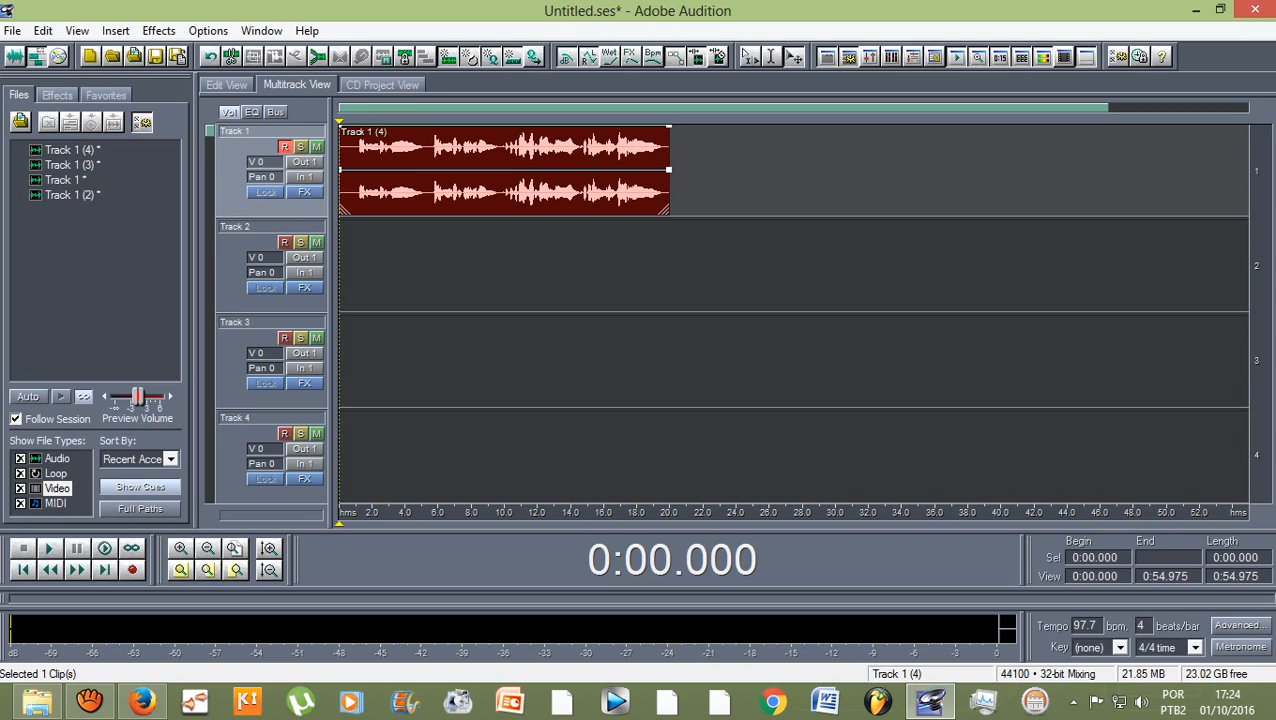 Untitled.ses* - Adobe Audition
File Edit View Insert Effects Options Window Help
Files Effects Favorites
Edit View Multitrack View CD Project View
Vol EQ Bus
Track 1 (4) *
Track 1 (3) *
Track 1 *
Track 1 (2) *
Auto
-∞ -3 3 6
Follow Session Preview Volume
Show File Types: Sort By:
Audio
Loop
Video
MIDI
Recent Acce
Show Cues
Full Paths
Track 1
R S M
V 0 Out 1
Pan 0 In 1
Lock FX
Track 1 (4)
1
Track 2
R S M
V 0 Out 1
Pan 0 In 1
Lock FX
2
Track 3
R S M
V 0 Out 1
Pan 0 In 1
Lock FX
3
Track 4
R S M
V 0 Out 1
Pan 0 In 1
Lock FX
4
hms 2.0 4.0 6.0 8.0 10.0 12.0 14.0 16.0 18.0 20.0 22.0 24.0 26.0 28.0 30.0 32.0 34.0 36.0 38.0 40.0 42.0 44.0 46.0 48.0 50.0 52.0 hms
0:00.000
Begin End Length
Sel 0:00.000 0:00.000
View 0:00.000 0:54.975 0:54.975
dB -69 -66 -63 -60 -57 -54 -51 -48 -45 -42 -39 -36 -33 -30 -27 -24 -21 -18 -15 -12 -9 -6 -3 0
Tempo 97.7 bpm, 4 beats/bar Advanced...
Key (none) 4/4 time Metronome
Selected 1 Clip(s)
Track 1 (4) 44100 • 32-bit Mixing 21.85 MB 23.02 GB free
POR
PTB2
17:24
01/10/2016